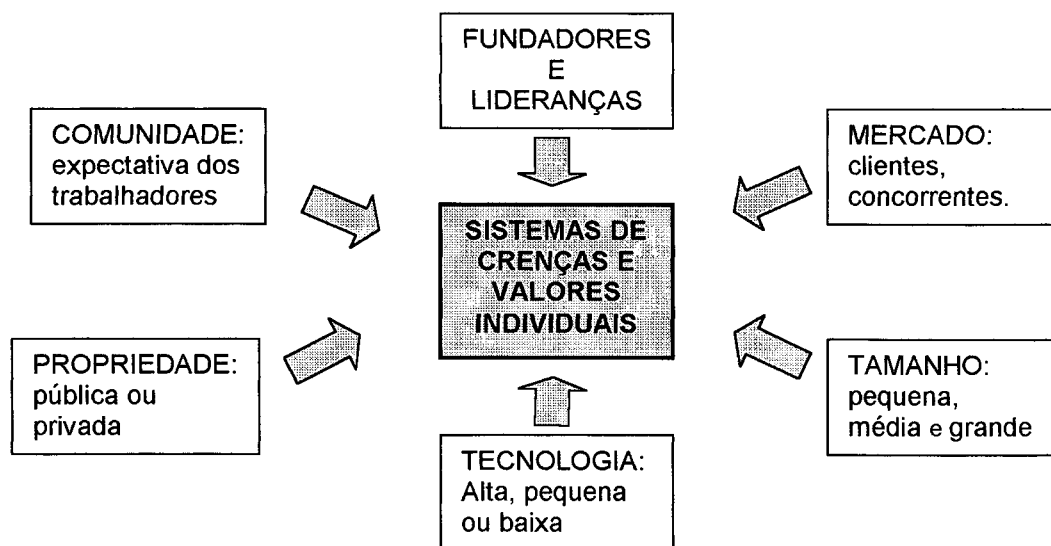 FUNDADORES
E
LIDERANÇAS
COMUNIDADE:
expectativa dos
trabalhadores
MERCADO:
clientes,
concorrentes.
SISTEMAS DE
CRENÇAS E
VALORES
INDIVIDUAIS
PROPRIEDADE:
pública ou
privada
TAMANHO:
pequena,
média e grande
TECNOLOGIA:
Alta, pequena
ou baixa